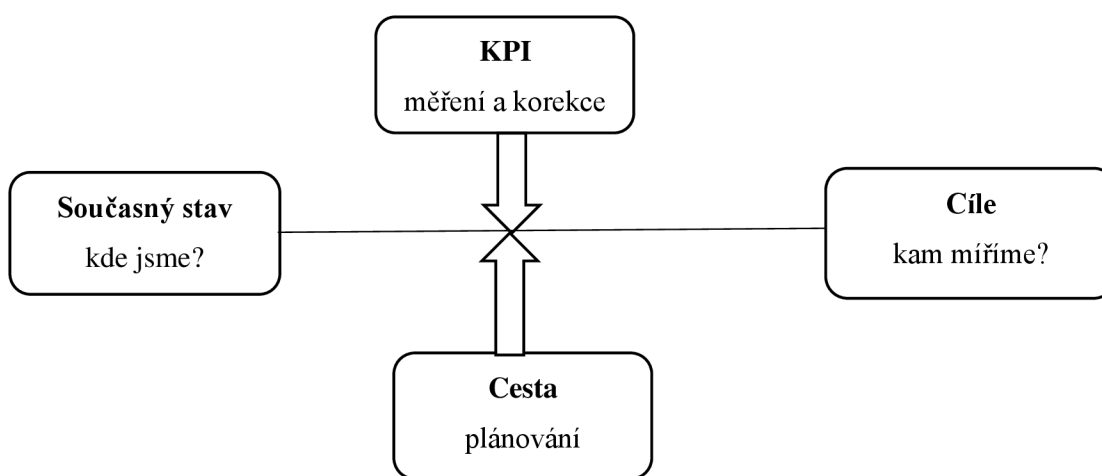 KPI
měření a korekce
Současný stav
kde jsme?
Cíle
kam míříme?
Cesta
plánování